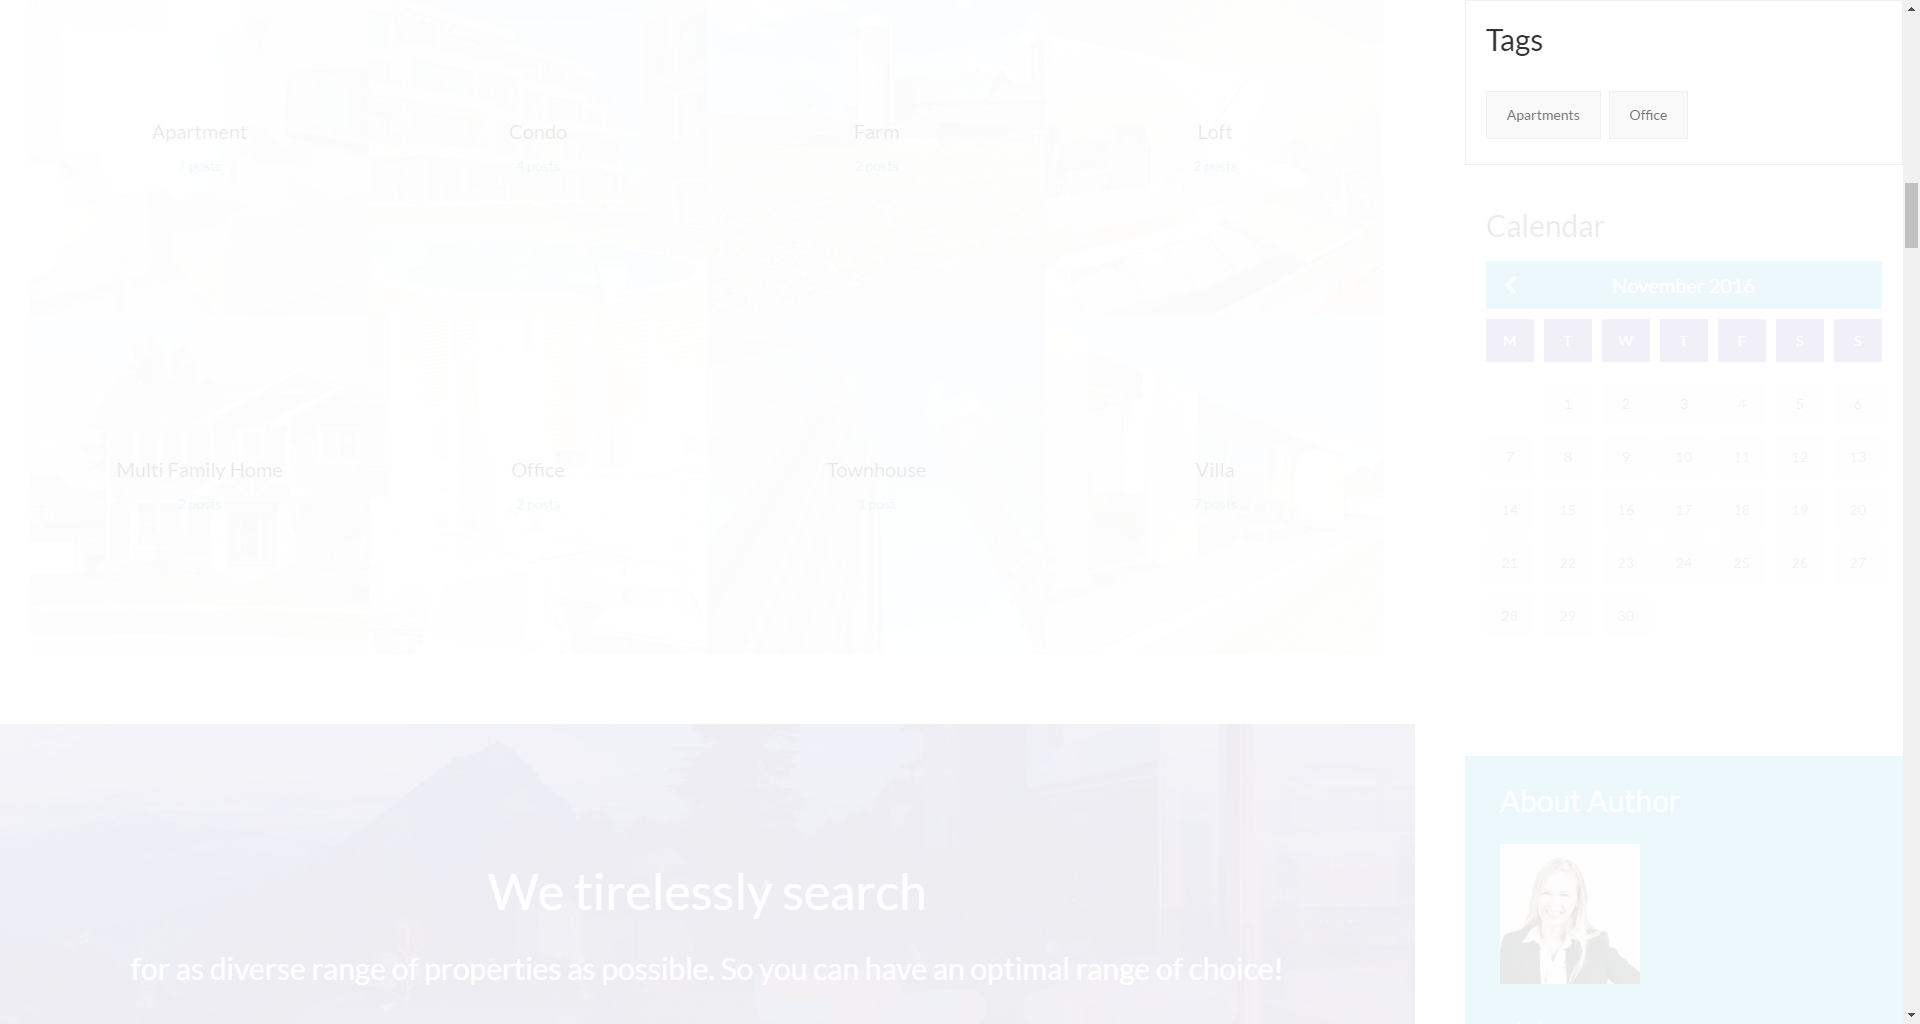 Apartment
7 posts
Condo
4 posts
Farm
2 posts
Loft
2 posts
Multi Family Home
2 posts
Office
2 posts
Townhouse
1 post
Villa
7 posts
We tirelessly search
for as diverse range of properties as possible. So you can have an optimal range of choice!
Tags
Apartments Office
Calendar
November 2016
M T W T F S S
1 2 3 4 5 6
7 8 9 10 11 12 13
14 15 16 17 18 19 20
21 22 23 24 25 26 27
28 29 30
About Author